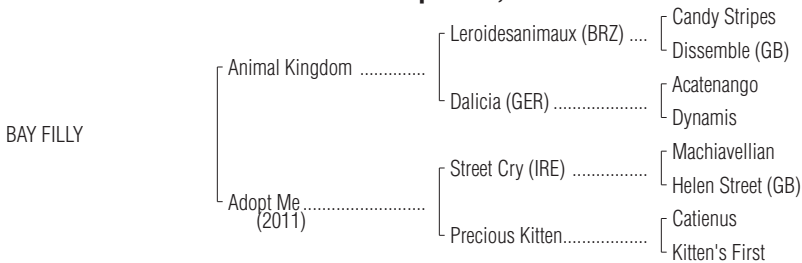 Candy Stripes
Leroidesanimaux (BRZ) ....
Dissemble (GB)
Animal Kingdom ..............
Acatenango
Dalicia (GER) ....................
Dynamis
BAY FILLY
Machiavellian
Street Cry (IRE) ................
Helen Street (GB)
Adopt Me..........................
(2011)
Catienus
Precious Kitten..................
Kitten's First